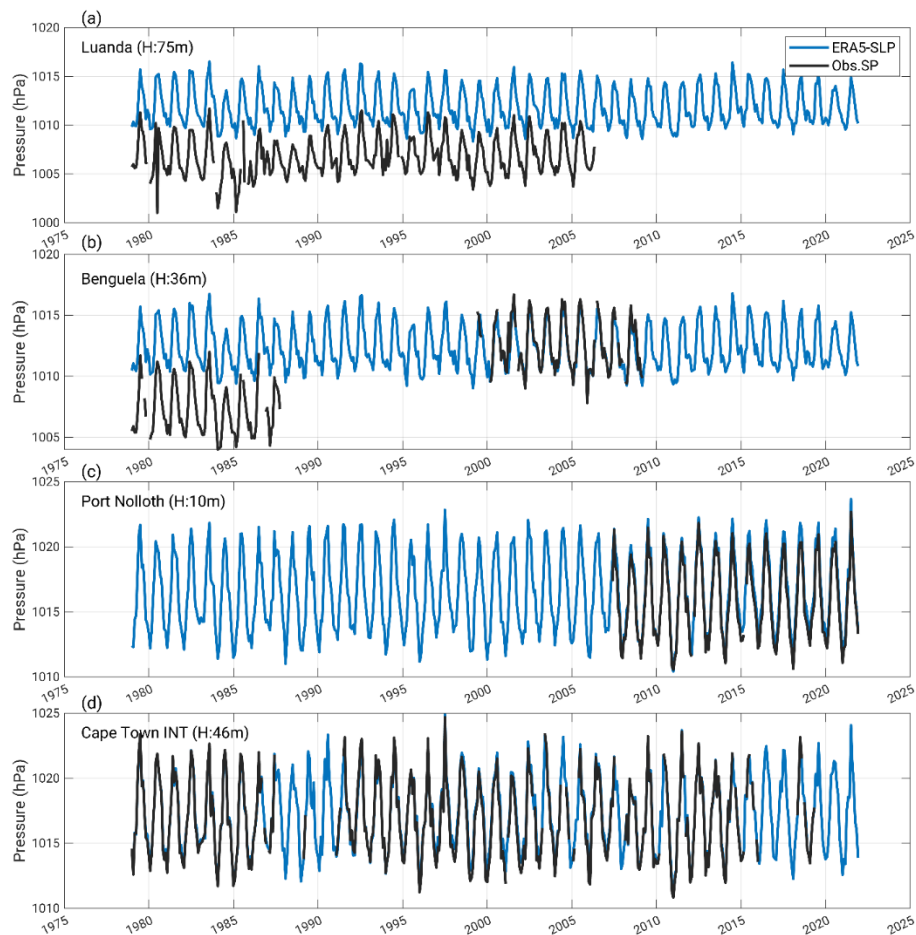 (a)
1020
Luanda (H:75m)
ERA5-SLP
Obs.SP
1015
1010
1005
1000
Pressure (hPa)
1975 1980 1985 1990 1995 2000 2005 2010 2015 2020 2025
(b)
1020
Benguela (H:36m)
1015
1010
1005
Pressure (hPa)
1975 1980 1985 1990 1995 2000 2005 2010 2015 2020 2025
(c)
1025
Port Nolloth (H:10m)
1020
1015
1010
Pressure (hPa)
1975 1980 1985 1990 1995 2000 2005 2010 2015 2020 2025
(d)
1025
Cape Town INT (H:46m)
1020
1015
1010
Pressure (hPa)
1975 1980 1985 1990 1995 2000 2005 2010 2015 2020 2025